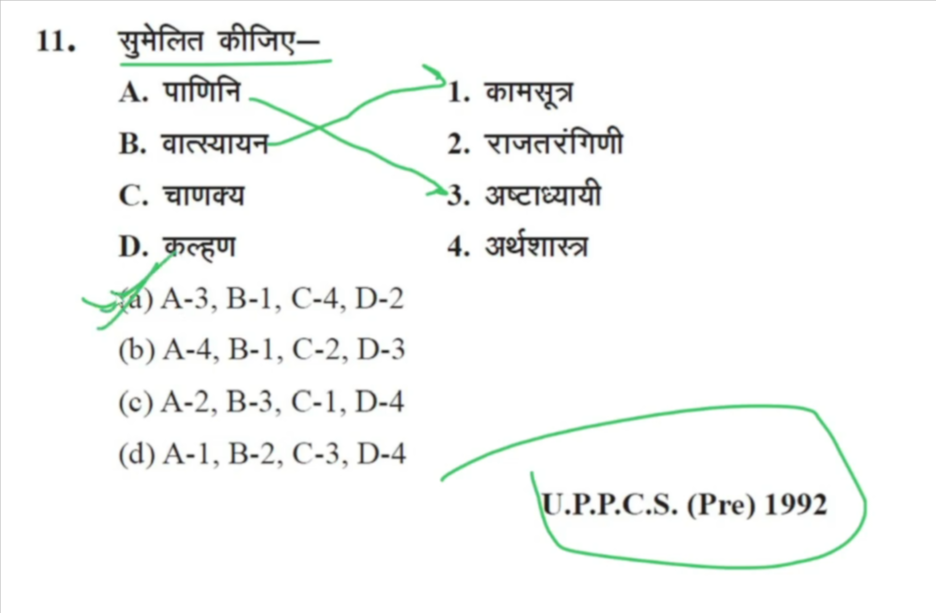 11. सुमेलित कीजिए–
A. पाणिनि 1. कामसूत्र
B. वात्स्यायन 2. राजतरंगिणी
C. चाणक्य 3. अष्टाध्यायी
D. कल्हण 4. अर्थशास्त्र
(a) A-3, B-1, C-4, D-2
(b) A-4, B-1, C-2, D-3
(c) A-2, B-3, C-1, D-4
(d) A-1, B-2, C-3, D-4
U.P.P.C.S. (Pre) 1992